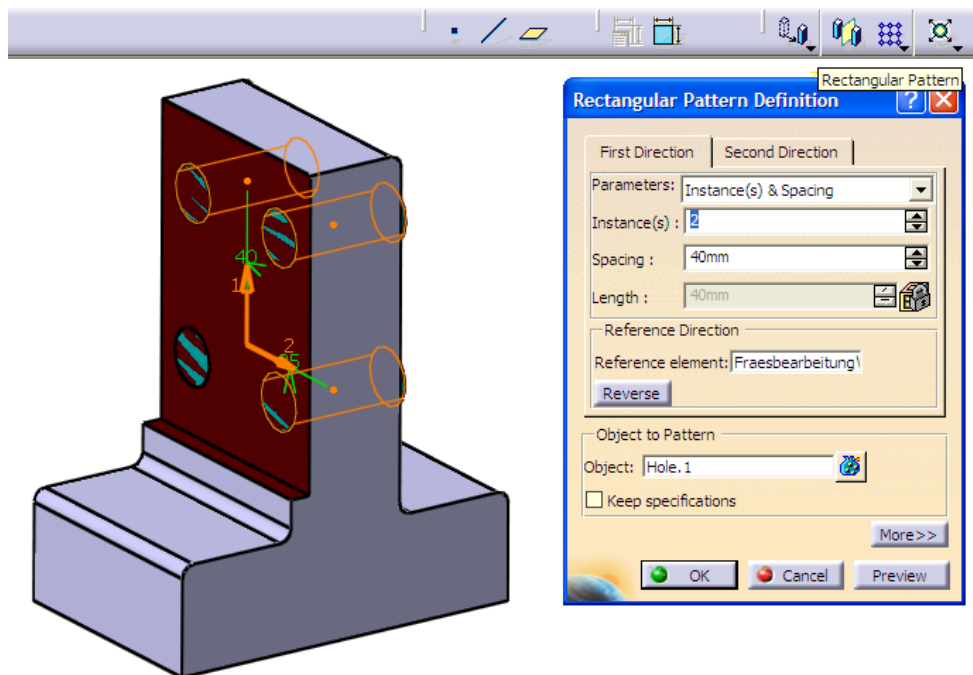 Rectangular Pattern
Rectangular Pattern Definition
First Direction
Second Direction
Parameters: Instance(s) & Spacing
Instance(s) : 2
Spacing : 40mm
Length : 40mm
Reference Direction
Reference element: Fraesbearbeitung\
Reverse
Object to Pattern
Object: Hole.1
Keep specifications
More>>
OK
Cancel
Preview
40
1
2